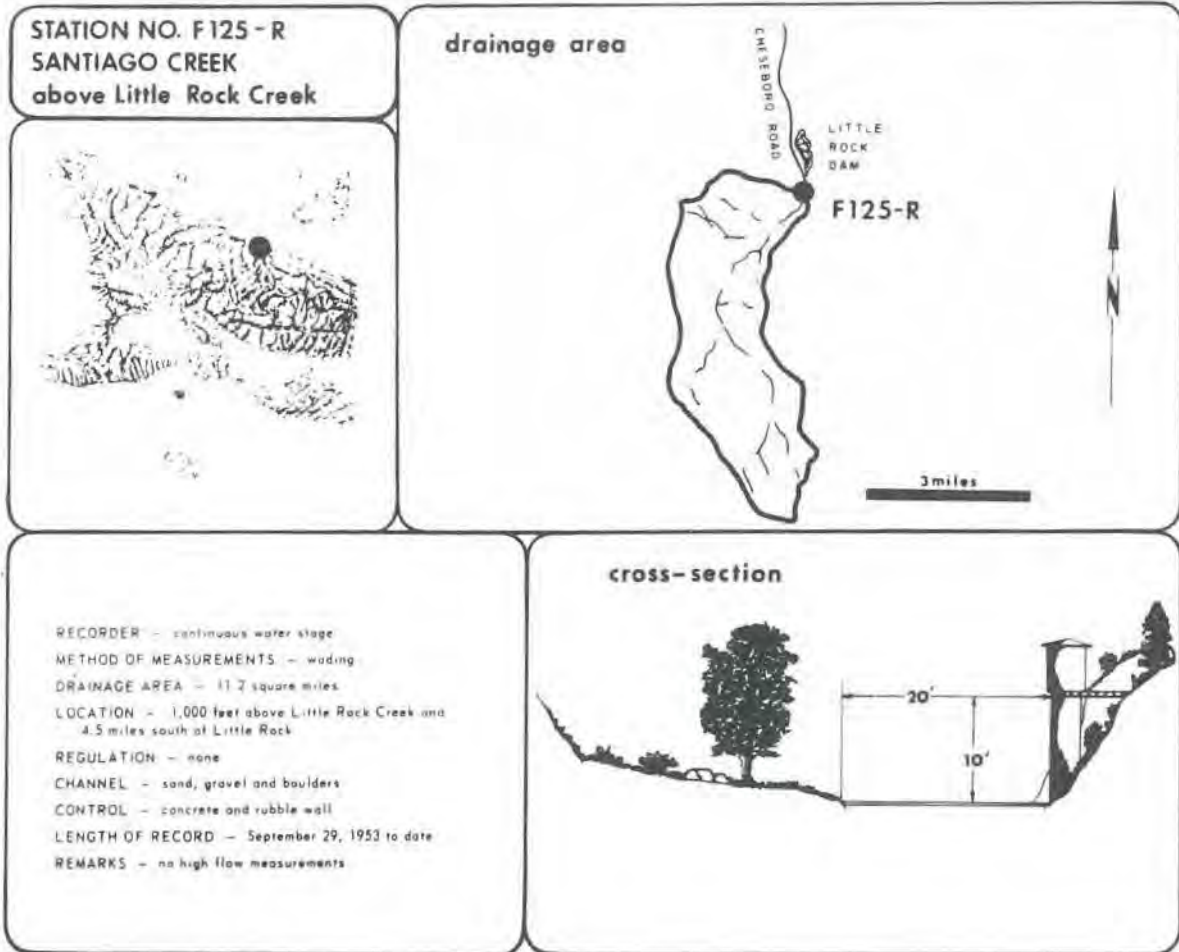 STATION NO. F125-R
SANTIAGO CREEK
above Little Rock Creek
drainage area
CHESEBORO ROAD
LITTLE
ROCK
DAM
F125-R
N
3miles
RECORDER - continuous water stage
METHOD OF MEASUREMENTS - wading
DRAINAGE AREA - 11.2 square miles
LOCATION - 1,000 feet above Little Rock Creek and
4.5 miles south of Little Rock
REGULATION - none
CHANNEL - sand, gravel and boulders
CONTROL - concrete and rubble wall
LENGTH OF RECORD - September 29, 1953 to date
REMARKS - no high flow measurements
cross-section
20'
10'